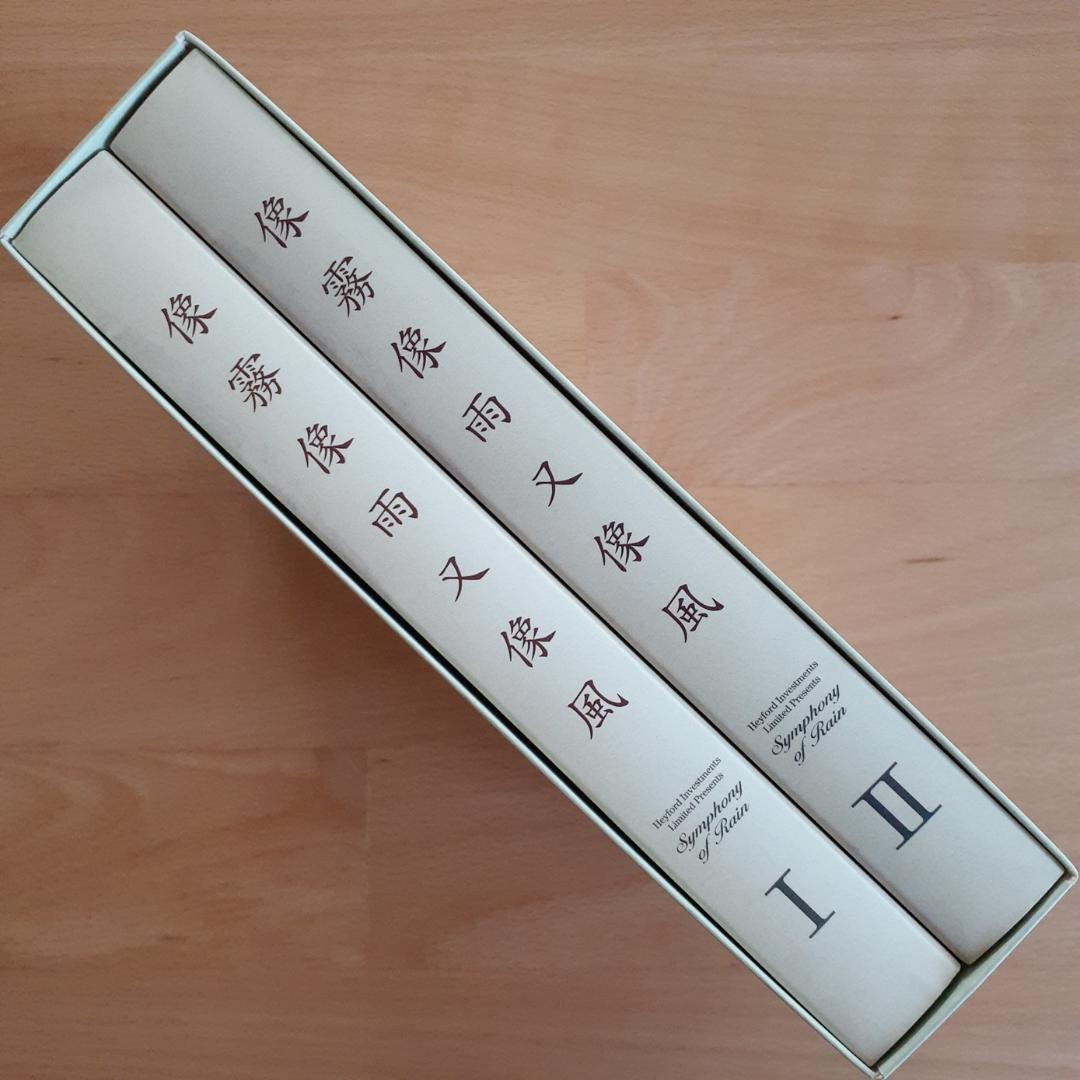 像霧像雨又像風
Heyford Investments
Limited Presents
Symphony
of Rain
I
像霧像雨又像風
Heyford Investments
Limited Presents
Symphony
of Rain
II